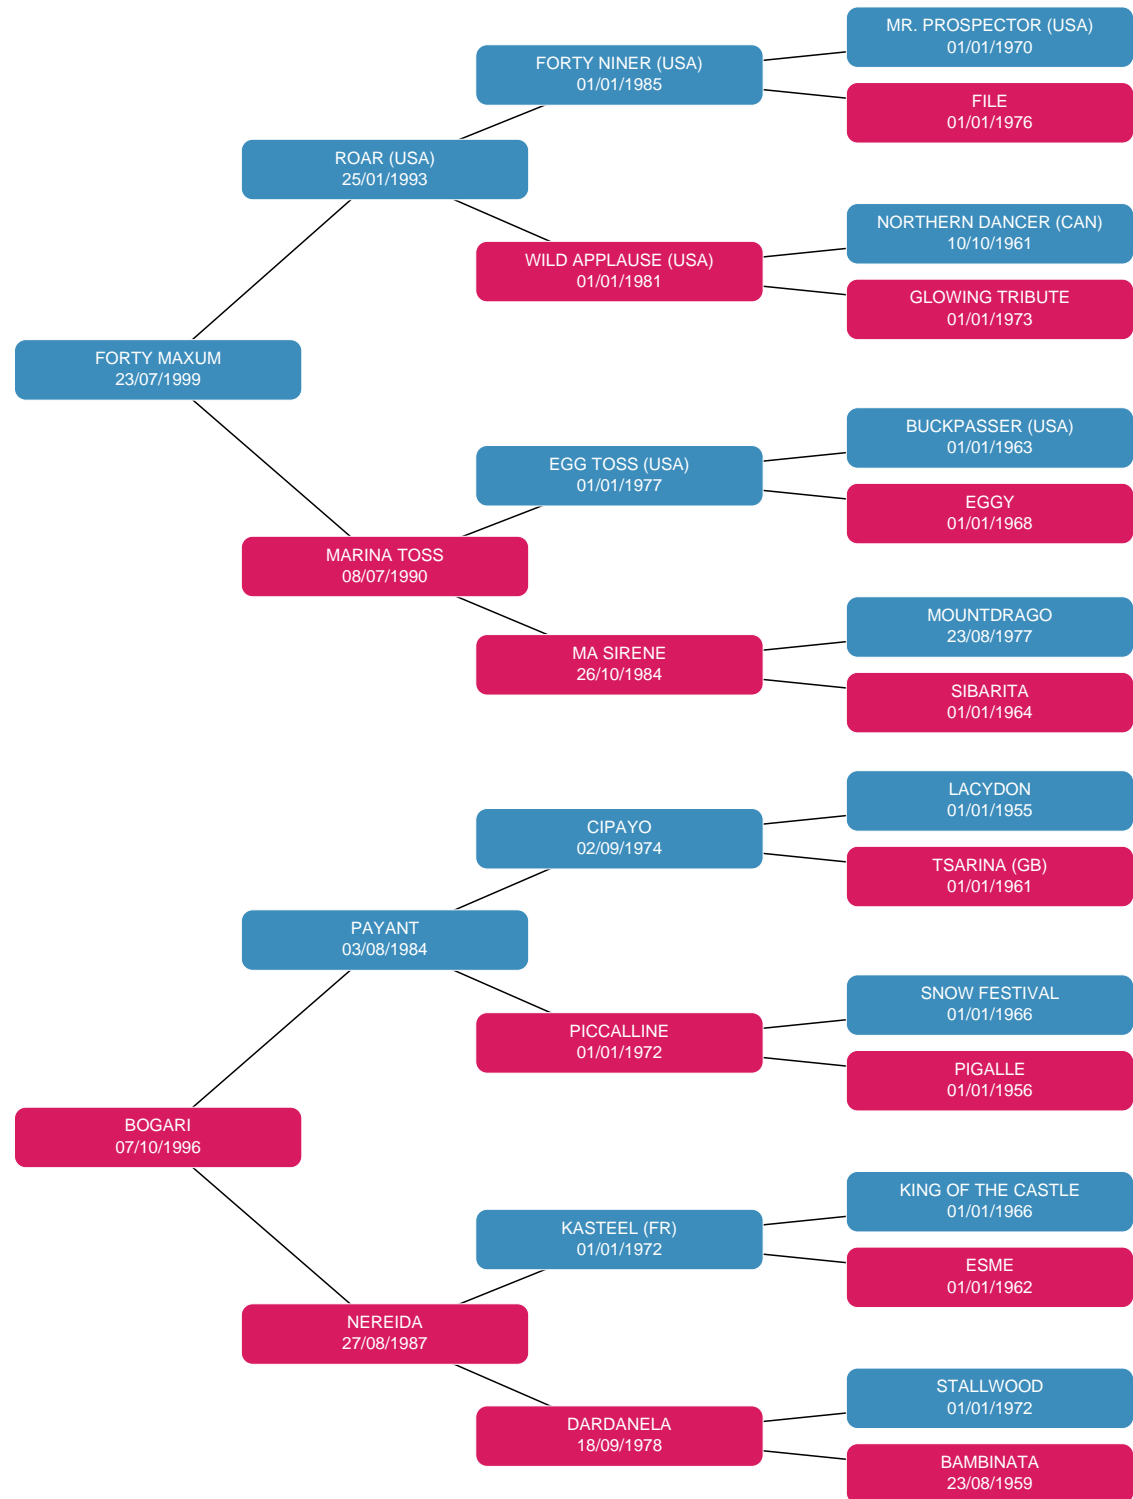 MR. PROSPECTOR (USA)
01/01/1970
FORTY NINER (USA)
01/01/1985
FILE
01/01/1976
ROAR (USA)
25/01/1993
NORTHERN DANCER (CAN)
10/10/1961
WILD APPLAUSE (USA)
01/01/1981
GLOWING TRIBUTE
01/01/1973
FORTY MAXUM
23/07/1999
BUCKPASSER (USA)
01/01/1963
EGG TOSS (USA)
01/01/1977
EGGY
01/01/1968
MARINA TOSS
08/07/1990
MOUNTDRAGO
23/08/1977
MA SIRENE
26/10/1984
SIBARITA
01/01/1964
LACYDON
01/01/1955
CIPAYO
02/09/1974
TSARINA (GB)
01/01/1961
PAYANT
03/08/1984
SNOW FESTIVAL
01/01/1966
PICCALLINE
01/01/1972
PIGALLE
01/01/1956
BOGARI
07/10/1996
KING OF THE CASTLE
01/01/1966
KASTEEL (FR)
01/01/1972
ESME
01/01/1962
NEREIDA
27/08/1987
STALLWOOD
01/01/1972
DARDANELA
18/09/1978
BAMBINATA
23/08/1959